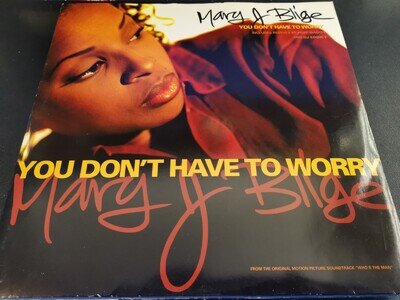 Mary J Blige
YOU DON'T HAVE TO WORRY
YOU DON'T HAVE TO WORRY
Mary J Blige
FROM THE ORIGINAL MOTION PICTURE SOUNDTRACK "WHO'S THE MAN"